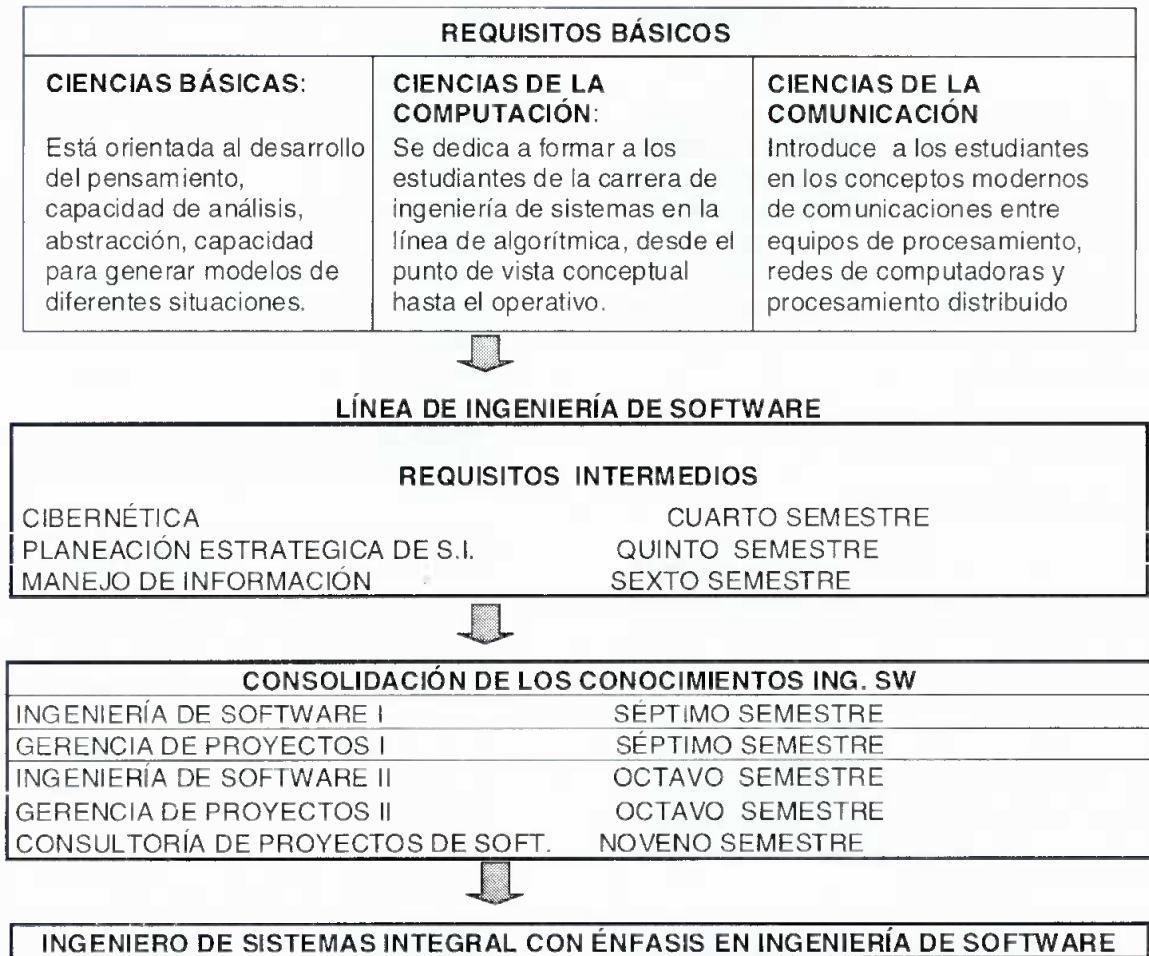 REQUISITOS BÁSICOS
CIENCIAS BÁSICAS:
Está orientada al desarrollo
del pensamiento,
capacidad de análisis,
abstracción, capacidad
para generar modelos de
diferentes situaciones.
CIENCIAS DE LA
COMPUTACIÓN:
Se dedica a formar a los
estudiantes de la carrera de
ingeniería de sistemas en la
línea de algorítmica, desde el
punto de vista conceptual
hasta el operativo.
CIENCIAS DE LA
COMUNICACIÓN
Introduce a los estudiantes
en los conceptos modernos
de comunicaciones entre
equipos de procesamiento,
redes de computadoras y
procesamiento distribuido
LÍNEA DE INGENIERÍA DE SOFTWARE
REQUISITOS INTERMEDIOS
CIBERNÉTICA CUARTO SEMESTRE
PLANEACIÓN ESTRATEGICA DE S.I. QUINTO SEMESTRE
MANEJO DE INFORMACIÓN SEXTO SEMESTRE
CONSOLIDACIÓN DE LOS CONOCIMIENTOS ING. SW
INGENIERÍA DE SOFTWARE I SÉPTIMO SEMESTRE
GERENCIA DE PROYECTOS I SÉPTIMO SEMESTRE
INGENIERÍA DE SOFTWARE II OCTAVO SEMESTRE
GERENCIA DE PROYECTOS II OCTAVO SEMESTRE
CONSULTORÍA DE PROYECTOS DE SOFT. NOVENO SEMESTRE
INGENIERO DE SISTEMAS INTEGRAL CON ÉNFASIS EN INGENIERÍA DE SOFTWARE